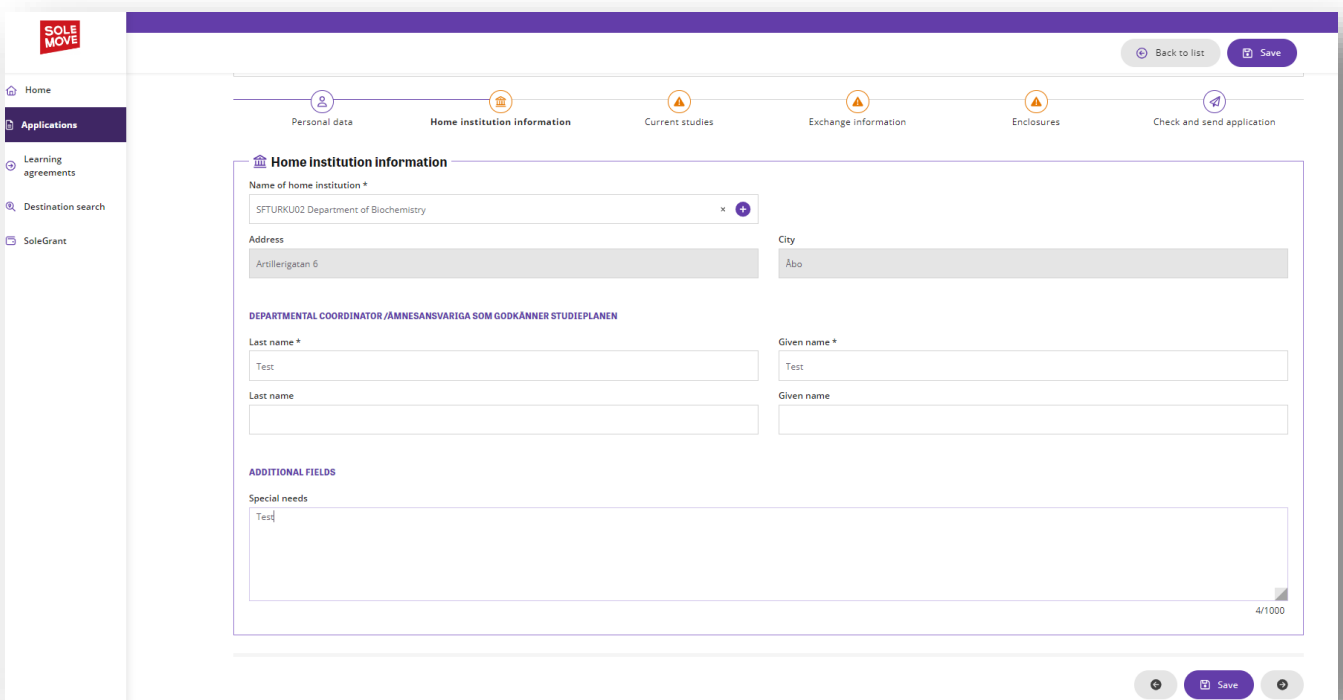 SOLE
MOVE
Back to list
Save
Home
Applications
Learning
agreements
Destination search
SoleGrant
Personal data
Home institution information
Current studies
Exchange information
Enclosures
Check and send application
Home institution information
Name of home institution *
SFTURKU02 Department of Biochemistry
×
Address
City
Artillerigatan 6
Åbo
DEPARTMENTAL COORDINATOR /ÄMNESANSVARIGA SOM GODKÄNNER STUDIEPLANEN
Last name *
Given name *
Test
Test
Last name
Given name
ADDITIONAL FIELDS
Special needs
Test
4/1000
Save